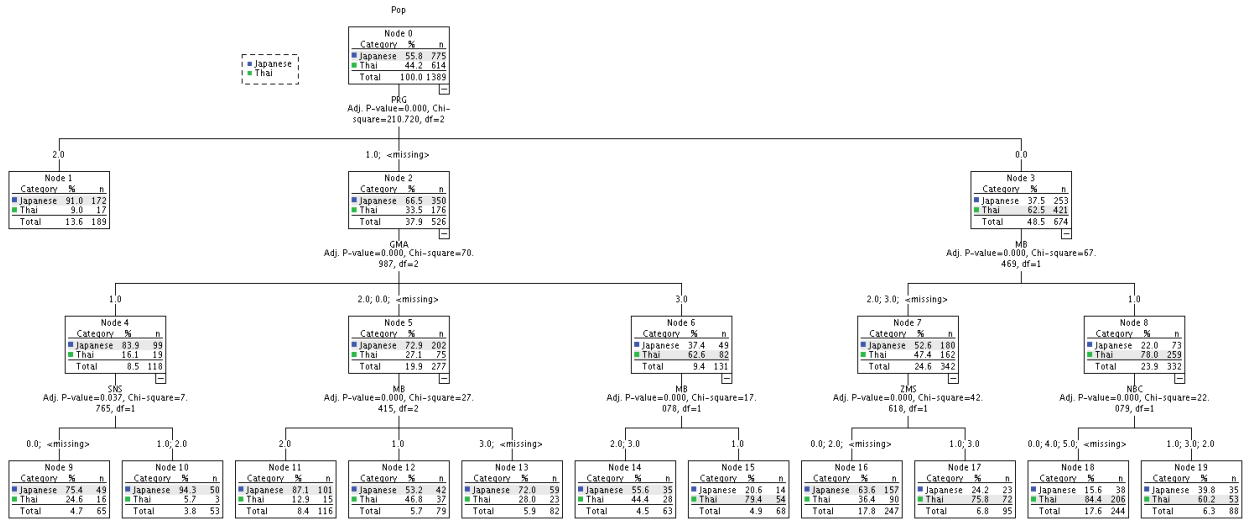 Pop
Japanese
Thai
Node 0
Category % n
Japanese 55.8 775
Thai 44.2 614
Total 100.0 1389
PRG
Adj. P-value=0.000, Chi-
square=210.720, df=2
2.0
1.0; <missing>
0.0
Node 1
Category % n
Japanese 91.0 172
Thai 9.0 17
Total 13.6 189
Node 2
Category % n
Japanese 66.5 350
Thai 33.5 176
Total 37.9 526
GMA
Adj. P-value=0.000, Chi-square=70.
987, df=2
Node 3
Category % n
Japanese 37.5 253
Thai 62.5 421
Total 48.5 674
MB
Adj. P-value=0.000, Chi-square=67.
469, df=1
1.0
2.0; 0.0; <missing>
3.0
2.0; 3.0; <missing>
1.0
Node 4
Category % n
Japanese 83.9 99
Thai 16.1 19
Total 8.5 118
SNS
Adj. P-value=0.037, Chi-square=7.
765, df=1
Node 5
Category % n
Japanese 72.9 202
Thai 27.1 75
Total 19.9 277
MB
Adj. P-value=0.000, Chi-square=27.
415, df=2
Node 6
Category % n
Japanese 37.4 49
Thai 62.6 82
Total 9.4 131
MB
Adj. P-value=0.000, Chi-square=17.
078, df=1
Node 7
Category % n
Japanese 52.6 180
Thai 47.4 162
Total 24.6 342
ZMS
Adj. P-value=0.000, Chi-square=42.
618, df=1
Node 8
Category % n
Japanese 22.0 73
Thai 78.0 259
Total 23.9 332
NBC
Adj. P-value=0.000, Chi-square=22.
079, df=1
0.0; <missing>
1.0; 2.0
2.0
1.0
3.0; <missing>
2.0; 3.0
1.0
0.0; 2.0; <missing>
1.0; 3.0
0.0; 4.0; 5.0; <missing>
1.0; 3.0; 2.0
Node 9
Category % n
Japanese 75.4 49
Thai 24.6 16
Total 4.7 65
Node 10
Category % n
Japanese 94.3 50
Thai 5.7 3
Total 3.8 53
Node 11
Category % n
Japanese 87.1 101
Thai 12.9 15
Total 8.4 116
Node 12
Category % n
Japanese 53.2 42
Thai 46.8 37
Total 5.7 79
Node 13
Category % n
Japanese 72.0 59
Thai 28.0 23
Total 5.9 82
Node 14
Category % n
Japanese 55.6 35
Thai 44.4 28
Total 4.5 63
Node 15
Category % n
Japanese 20.6 14
Thai 79.4 54
Total 4.9 68
Node 16
Category % n
Japanese 63.6 157
Thai 36.4 90
Total 17.8 247
Node 17
Category % n
Japanese 24.2 23
Thai 75.8 72
Total 6.8 95
Node 18
Category % n
Japanese 15.6 38
Thai 84.4 206
Total 17.6 244
Node 19
Category % n
Japanese 39.8 35
Thai 60.2 53
Total 6.3 88